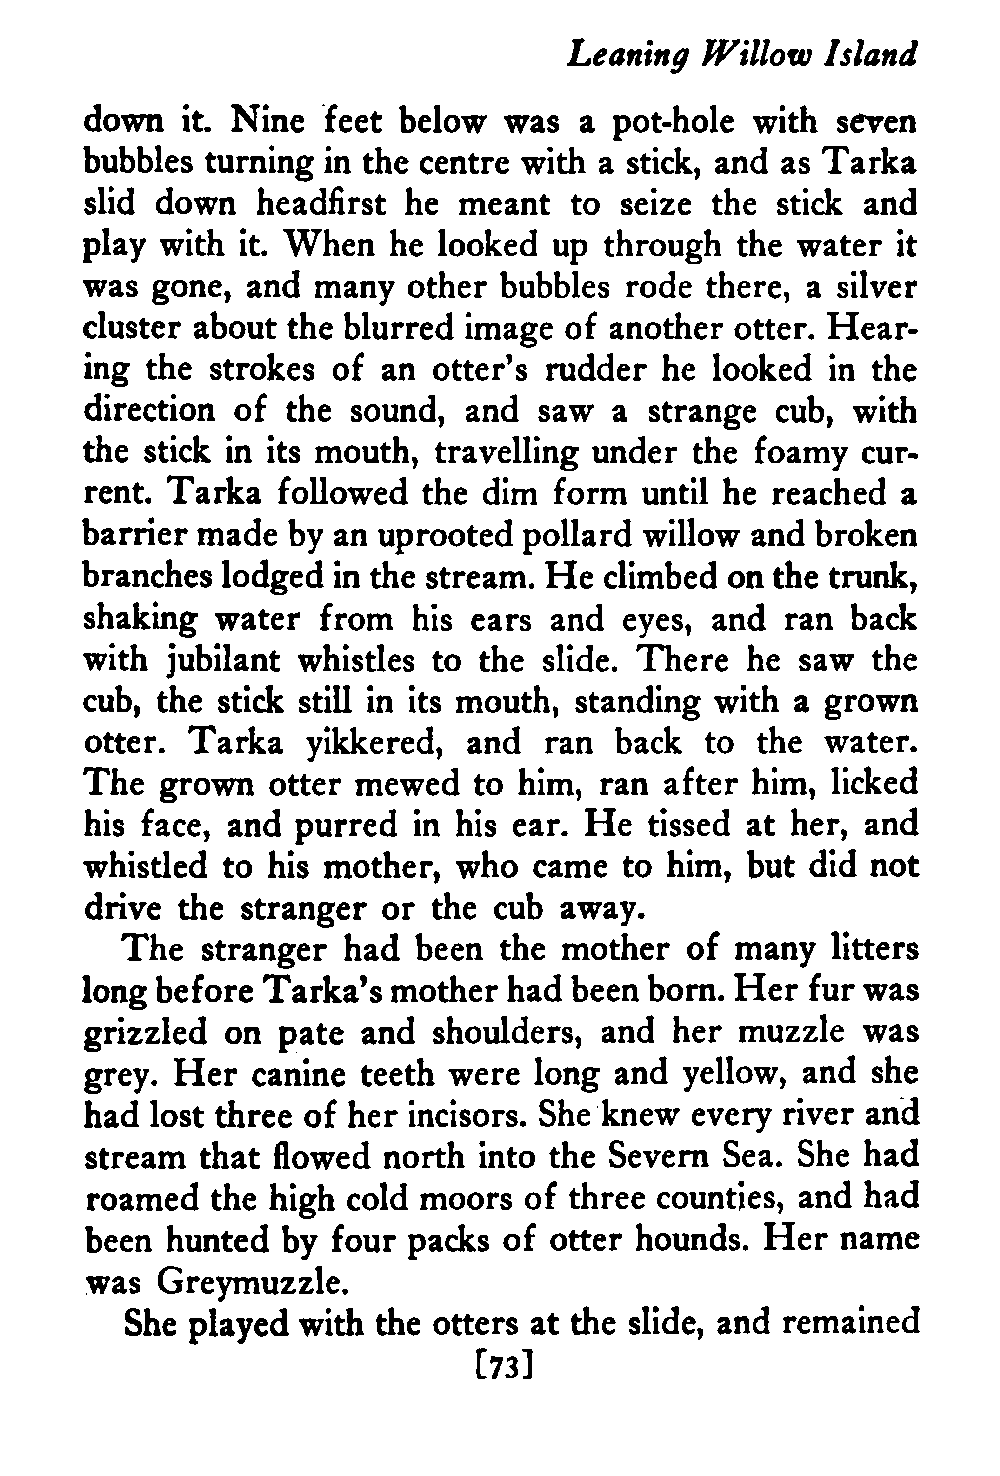 Leaning Willow Island
down it. Nine feet below was a pot-hole with seven
bubbles turning in the centre with a stick, and as Tarka
slid down headfirst he meant to seize the stick and
play with it. When he looked up through the water it
was gone, and many other bubbles rode there, a silver
cluster about the blurred image of another otter. Hear-
ing the strokes of an otter's rudder he looked in the
direction of the sound, and saw a strange cub, with
the stick in its mouth, travelling under the foamy cur-
rent. Tarka followed the dim form until he reached a
barrier made by an uprooted pollard willow and broken
branches lodged in the stream. He climbed on the trunk,
shaking water from his ears and eyes, and ran back
with jubilant whistles to the slide. There he saw the
cub, the stick still in its mouth, standing with a grown
otter. Tarka yikkered, and ran back to the water.
The grown otter mewed to him, ran after him, licked
his face, and purred in his ear. He tissed at her, and
whistled to his mother, who came to him, but did not
drive the stranger or the cub away.
The stranger had been the mother of many litters
long before Tarka's mother had been born. Her fur was
grizzled on pate and shoulders, and her muzzle was
grey. Her canine teeth were long and yellow, and she
had lost three of her incisors. She knew every river and
stream that flowed north into the Severn Sea. She had
roamed the high cold moors of three counties, and had
been hunted by four packs of otter hounds. Her name
was Greymuzzle.
She played with the otters at the slide, and remained
[73]